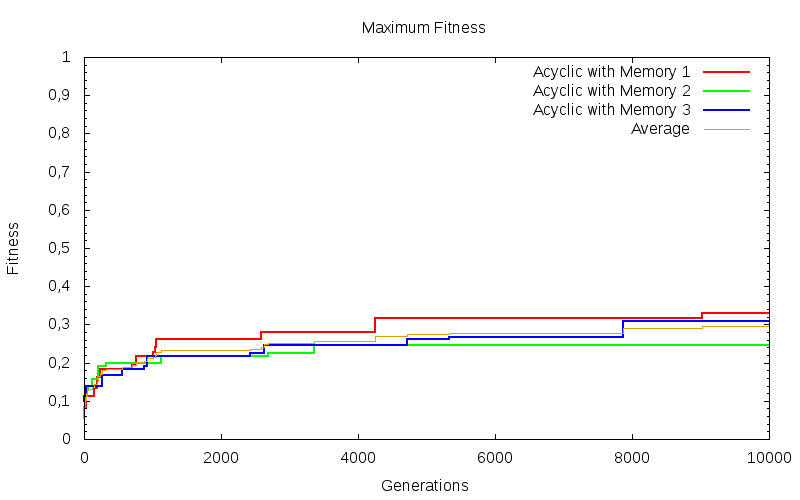 Maximum Fitness
1
0,9
0,8
0,7
0,6
0,5
0,4
0,3
0,2
0,1
0
Fitness
Acyclic with Memory 1
Acyclic with Memory 2
Acyclic with Memory 3
Average
0 2000 4000 6000 8000 10000
Generations